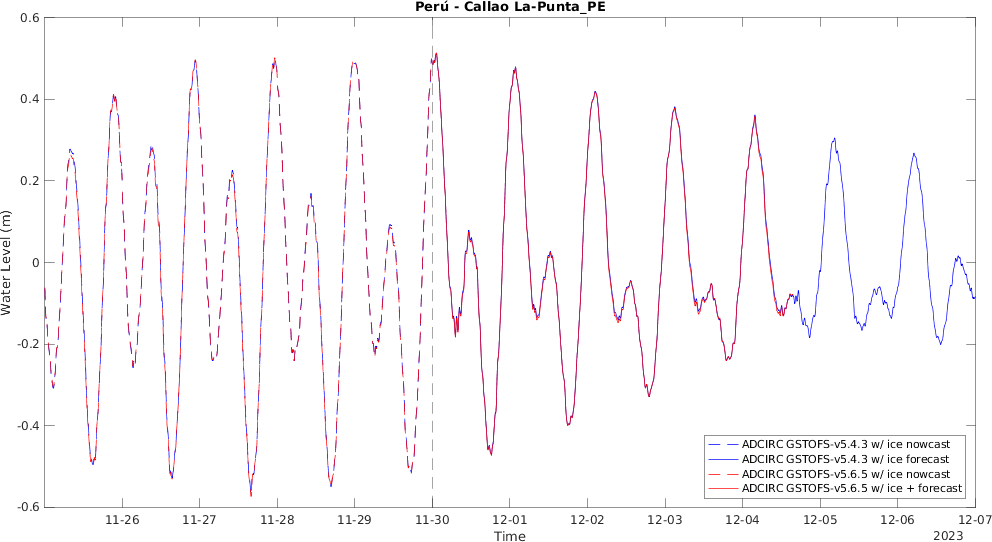 Perú - Callao La-Punta_PE
Water Level (m)
0.6
0.4
0.2
0
-0.2
-0.4
-0.6
11-26 11-27 11-28 11-29 11-30 12-01 12-02 12-03 12-04 12-05 12-06 12-07
Time
2023
ADCIRC GSTOFS-v5.4.3 w/ ice nowcast
ADCIRC GSTOFS-v5.4.3 w/ ice forecast
ADCIRC GSTOFS-v5.6.5 w/ ice nowcast
ADCIRC GSTOFS-v5.6.5 w/ ice + forecast